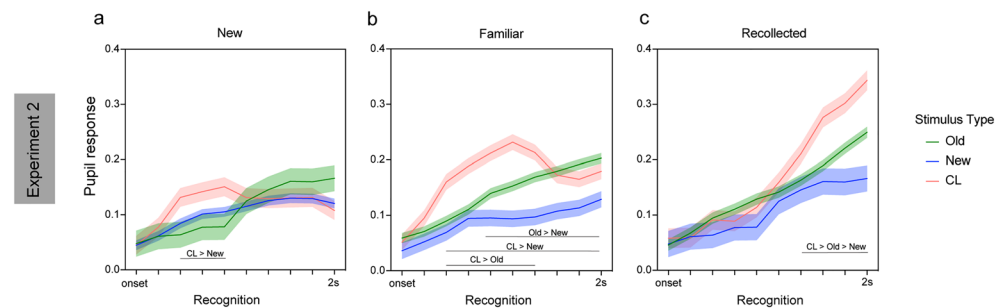 Experiment 2
a
New
Pupil response
0.4
0.3
0.2
0.1
0.0
CL > New
onset
2s
Recognition
b
Familiar
0.4
0.3
0.2
0.1
0.0
Old > New
CL > New
CL > Old
onset
2s
Recognition
c
Recollected
0.4
0.3
0.2
0.1
0.0
CL > Old > New
onset
2s
Recognition
Stimulus Type
Old
New
CL